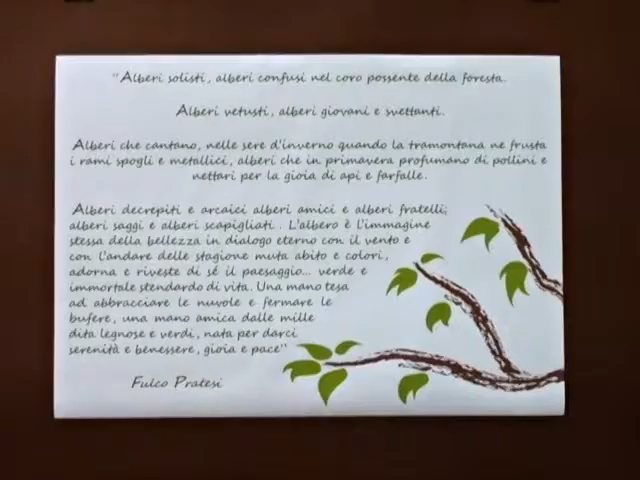 "Alberi solisti, alberi confusi nel coro possente della foresta.
Alberi vetusti, alberi giovani e svettanti.
Alberi che cantano, nelle sere d'inverno quando la tramontana ne frusta
i rami spogli e metallici, alberi che in primavera profumano di pollini e
nettari per la gioia di api e farfalle.
Alberi decrepiti e arcaici alberi amici e alberi fratelli;
alberi saggi e alberi scapigliati . L'albero è l'immagine
stessa della bellezza in dialogo eterno con il vento e
con l'andare delle stagione muta abito e colori,
adorna e riveste di sé il paesaggio... verde e
immortale stendardo di vita. Una mano tesa
ad abbracciare le nuvole e fermare le
bufere, una mano amica dalle mille
dita legnose e verdi, nata per darci
serenità e benessere, gioia e pace"
Fulco Pratesi